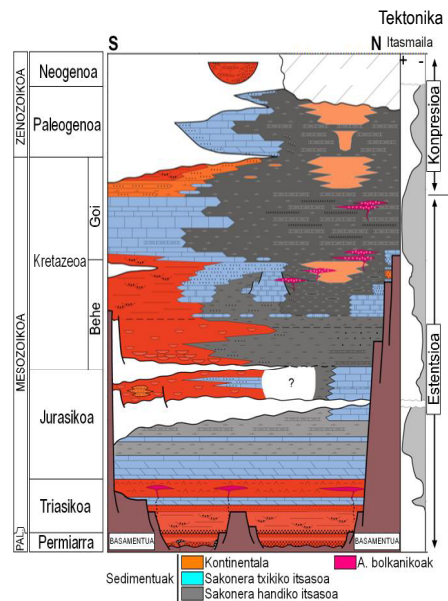 Tektonika
S
N
Itasmaila
+ -
ZENOZOIKOA
Neogenoa
Paleogenoa
Konpresioa
MESOZOIKOA
Kretazeoa
Goi
Behe
Estentsioa
?
Jurasikoa
Triasikoa
PAL.
Permiarra
BASAMENTUA
BASAMENTUA
Sedimentuak
Kontinentala
A. bolkanikoak
Sakonera txikiko itsasoa
Sakonera handiko itsasoa